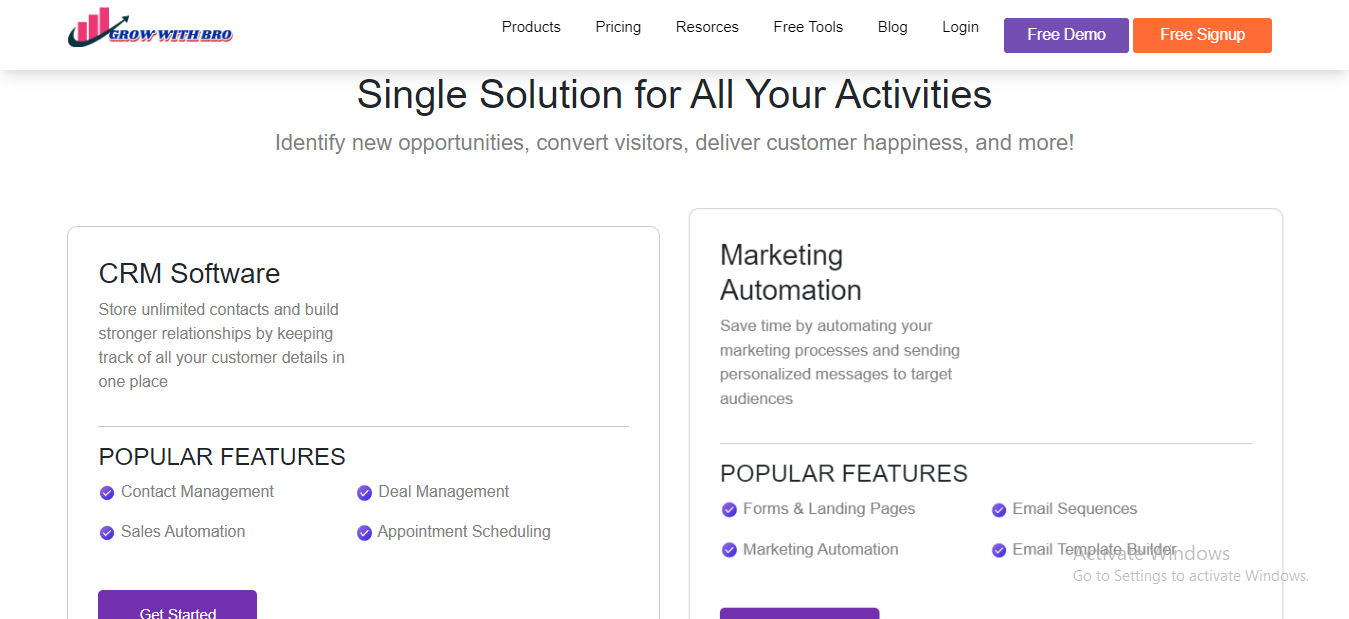 GROW WITH BRO
Products Pricing Resorces Free Tools Blog Login Free Demo Free Signup
Single Solution for All Your Activities
Identify new opportunities, convert visitors, deliver customer happiness, and more!
CRM Software
Store unlimited contacts and build
stronger relationships by keeping
track of all your customer details in
one place
POPULAR FEATURES
Contact Management Deal Management
Sales Automation Appointment Scheduling
Get Started
Marketing
Automation
Save time by automating your
marketing processes and sending
personalized messages to target
audiences
POPULAR FEATURES
Forms & Landing Pages Email Sequences
Marketing Automation Email Template Builder
Activate Windows
Go to Settings to activate Windows.